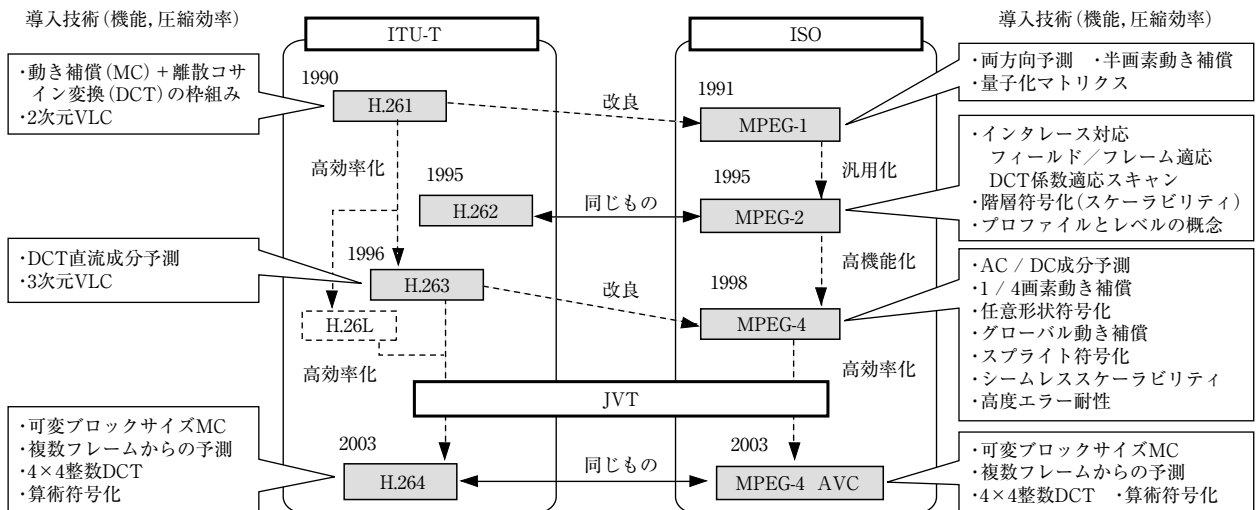 導入技術(機能,圧縮効率)
ITU-T
ISO
導入技術(機能,圧縮効率)
・動き補償(MC)+離散コサ
イン変換(DCT)の枠組み
・2次元VLC
1990
H.261
改良
1991
MPEG-1
・両方向予測 ・半画素動き補償
・量子化マトリクス
高効率化
汎用化
1995
H.262
同じもの
1995
MPEG-2
・インタレース対応
フィールド/フレーム適応
DCT係数適応スキャン
・階層符号化(スケーラビリティ)
・プロファイルとレベルの概念
・DCT直流成分予測
・3次元VLC
1996
H.263
改良
高機能化
1998
MPEG-4
・AC / DC成分予測
・1 / 4画素動き補償
・任意形状符号化
・グローバル動き補償
・スプライト符号化
・シームレススケーラビリティ
・高度エラー耐性
H.26L
高効率化
高効率化
JVT
・可変ブロックサイズMC
・複数フレームからの予測
・4×4整数DCT
・算術符号化
2003
H.264
同じもの
2003
MPEG-4 AVC
・可変ブロックサイズMC
・複数フレームからの予測
・4×4整数DCT ・算術符号化